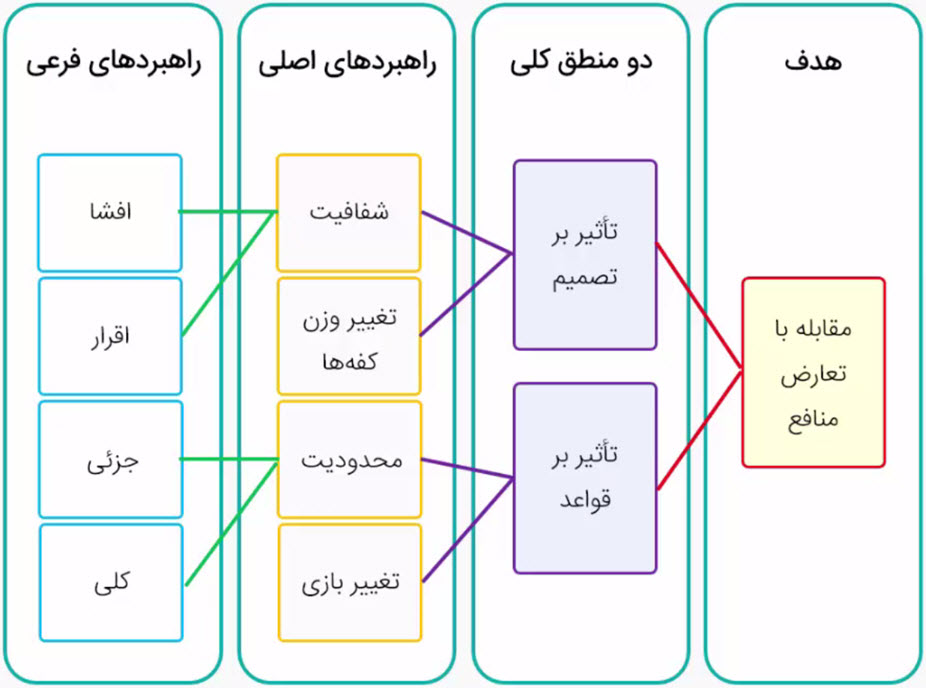 هدف
دو منطق کلی
راهبردهای اصلی
راهبردهای فرعی
مقابله با
تعارض
منافع
تأثیر بر
تصمیم
تأثیر بر
قواعد
شفافیت
تغییر وزن
کفه‌ها
محدودیت
تغییر بازی
افشا
اقرار
جزئی
کلی